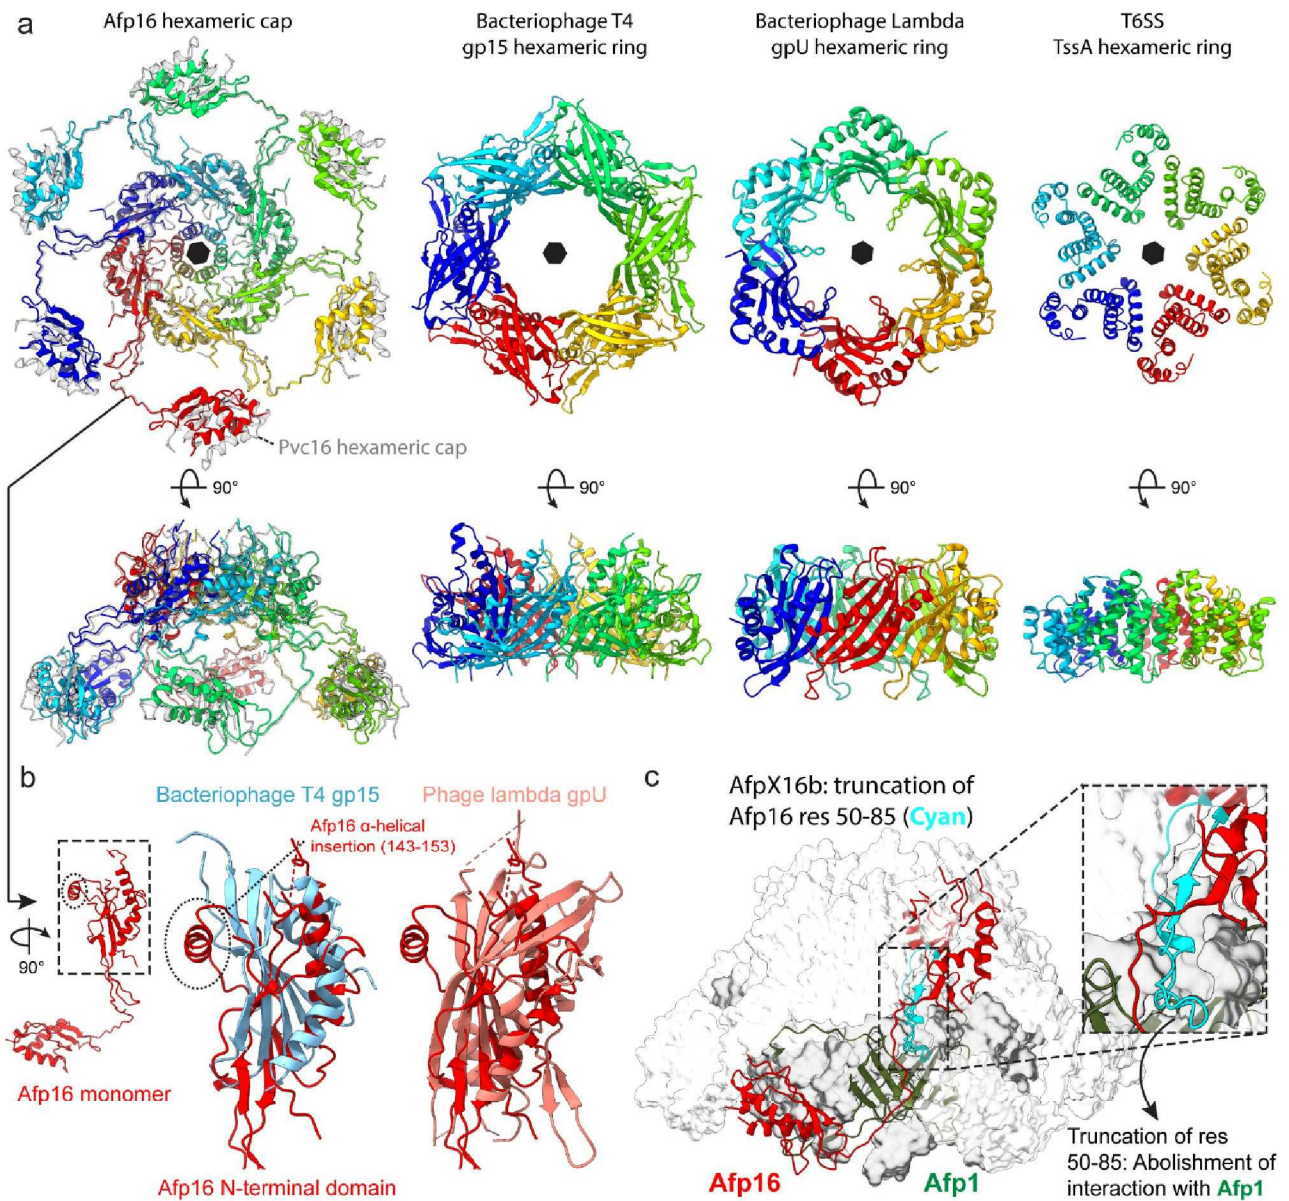 a
Afp16 hexameric cap
Bacteriophage T4
gp15 hexameric ring
Bacteriophage Lambda
gpU hexameric ring
T6SS
TssA hexameric ring
Pvc16 hexameric cap
90°
90°
90°
90°
b
Bacteriophage T4 gp15
Phage lambda gpU
Afp16 α-helical
insertion (143-153)
90°
Afp16 monomer
Afp16 N-terminal domain
c
AfpX16b: truncation of
Afp16 res 50-85 (Cyan)
Afp16
Afp1
Truncation of res
50-85: Abolishment of
interaction with Afp1